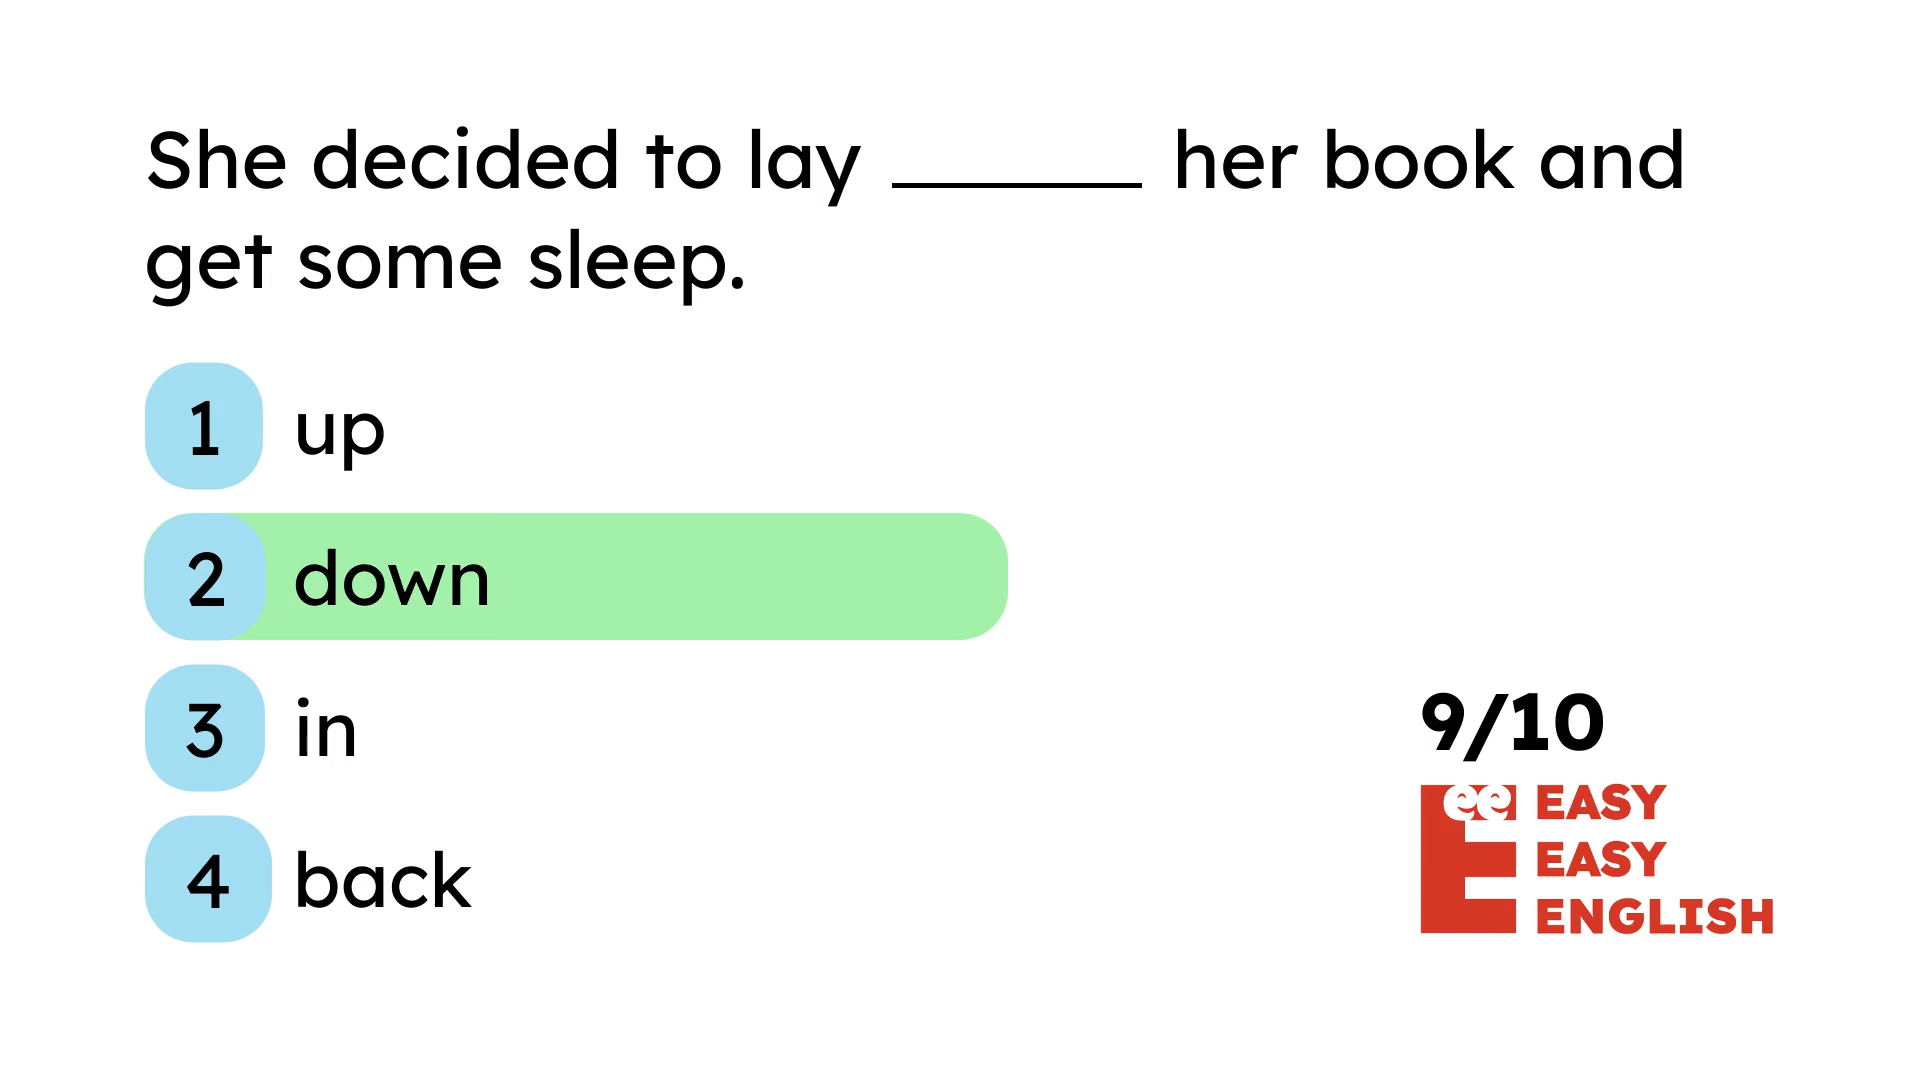 She decided to lay ______ her book and
get some sleep.
1 up
2 down
3 in
4 back
9/10
ee EASY
EASY
ENGLISH